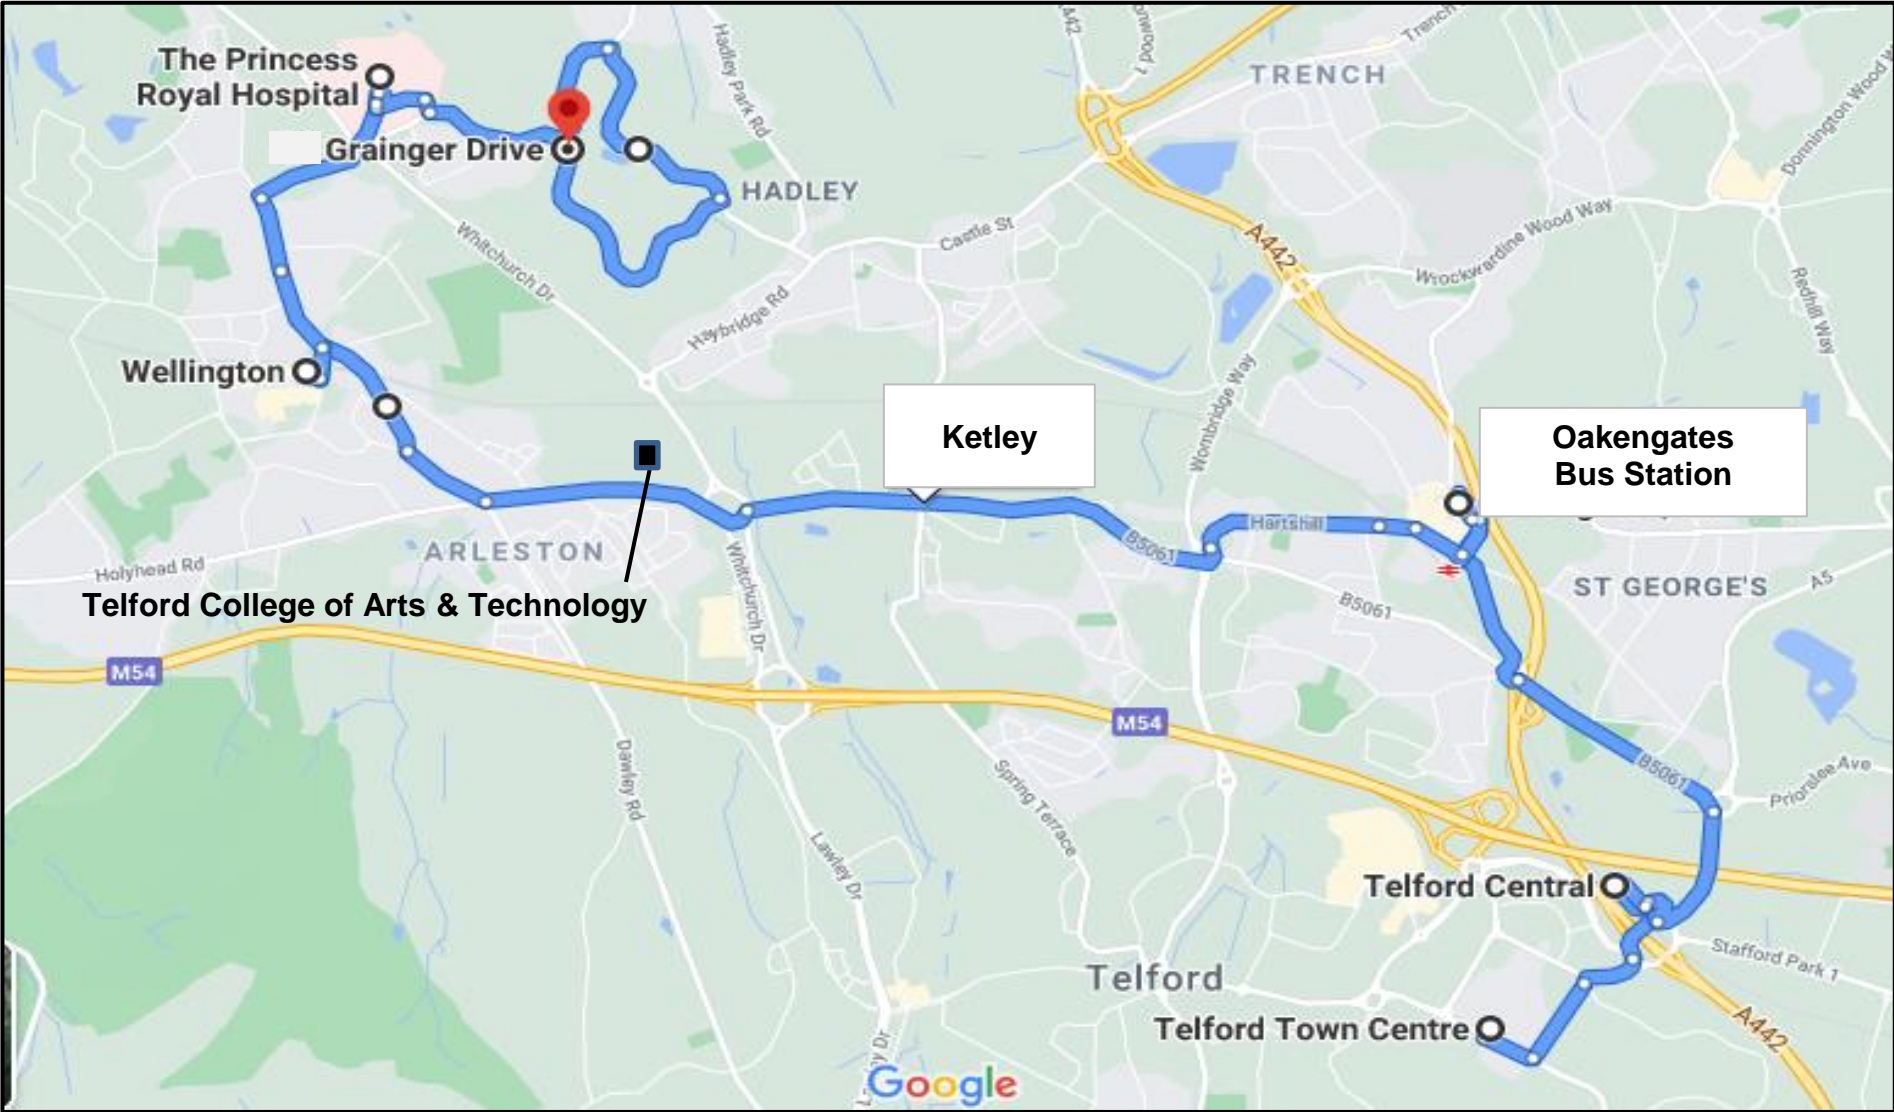 The Princess
Royal Hospital
Grainger Drive
HADLEY
Hadley Park Rd
A42
TRENCH
Trench
Donnington Wood W
Castle St
A442
Wrockwardine Wood Way
Redhill Way
Whitchurch Dr
Haybridge Rd
Wombridge Way
Wellington
Ketley
Oakengates
Bus Station
Hartshill
B5061
ARLESTON
Holyhead Rd
Whitchurch Dr
Telford College of Arts & Technology
B5061
ST GEORGE'S
A5
M54
M54
Dawley Rd
Spring Terrace
B5061
Priorslee Ave
Lawley Dr
Telford Central
Stafford Park 1
Telford
Telford Town Centre
A442
Google